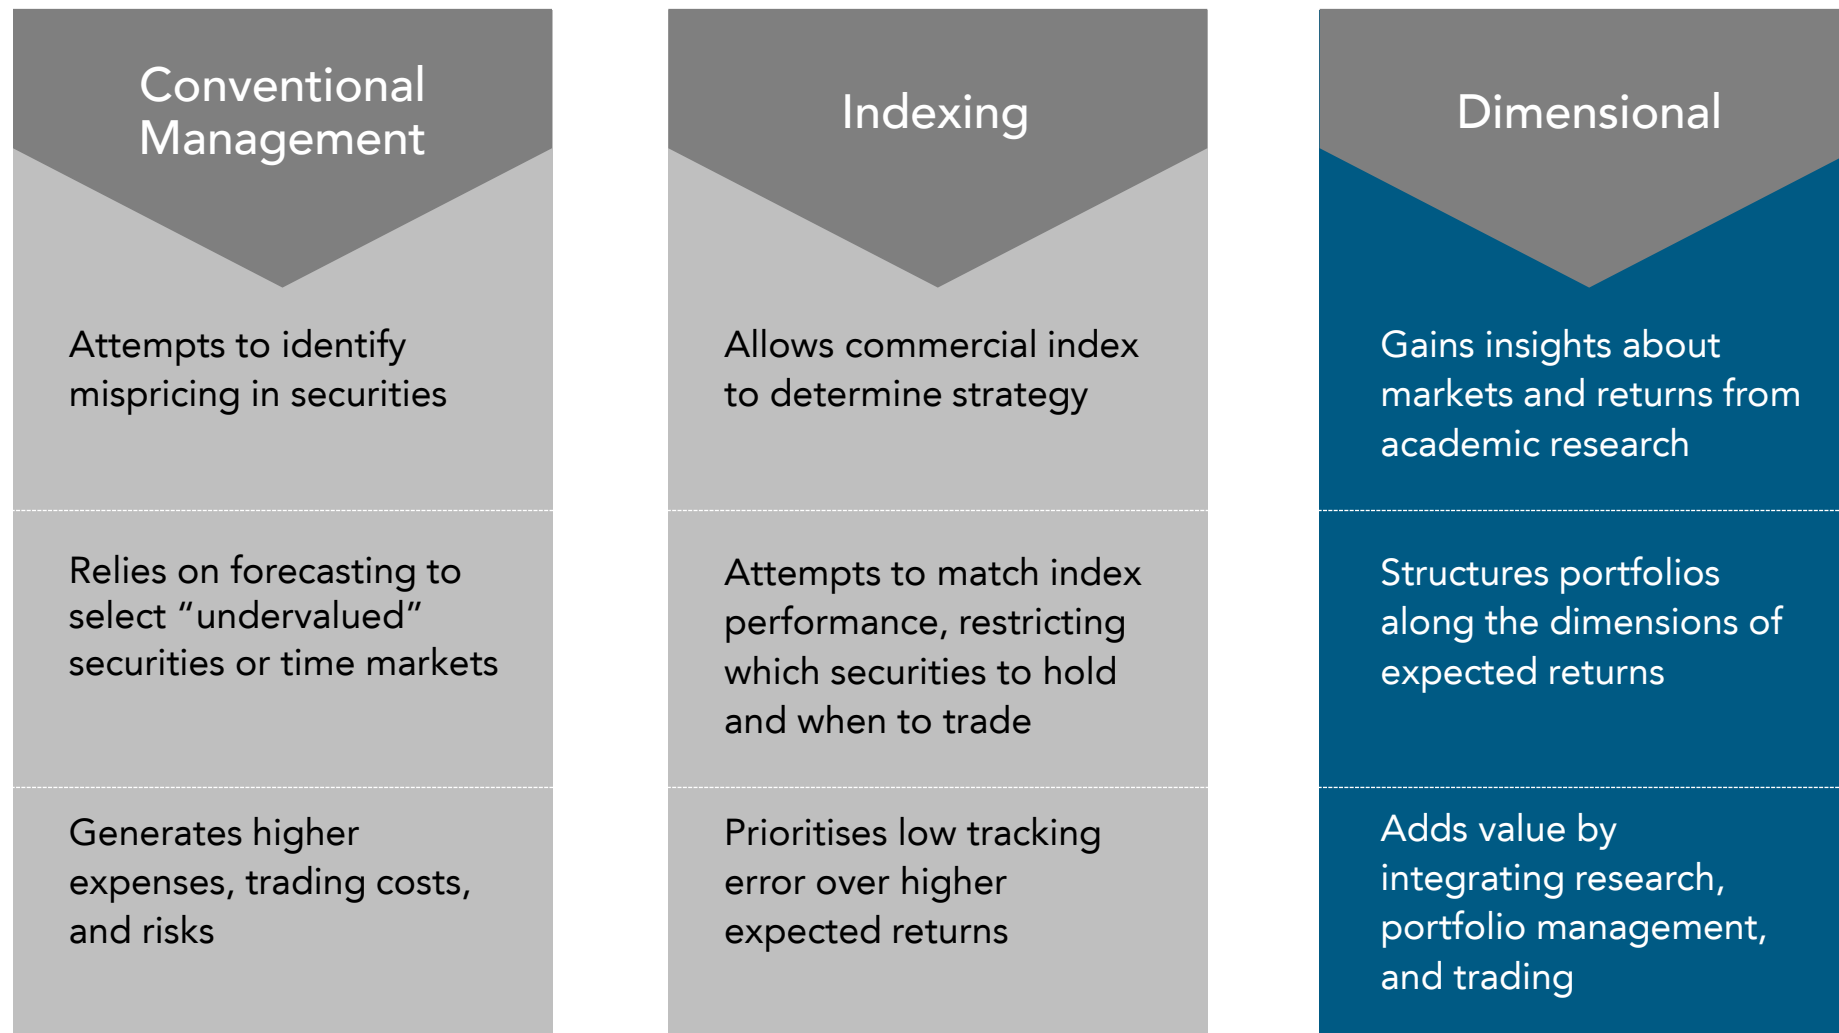 Conventional
Management
Attempts to identify
mispricing in securities
Relies on forecasting to
select “undervalued”
securities or time markets
Generates higher
expenses, trading costs,
and risks
Indexing
Allows commercial index
to determine strategy
Attempts to match index
performance, restricting
which securities to hold
and when to trade
Prioritises low tracking
error over higher
expected returns
Dimensional
Gains insights about
markets and returns from
academic research
Structures portfolios
along the dimensions of
expected returns
Adds value by
integrating research,
portfolio management,
and trading